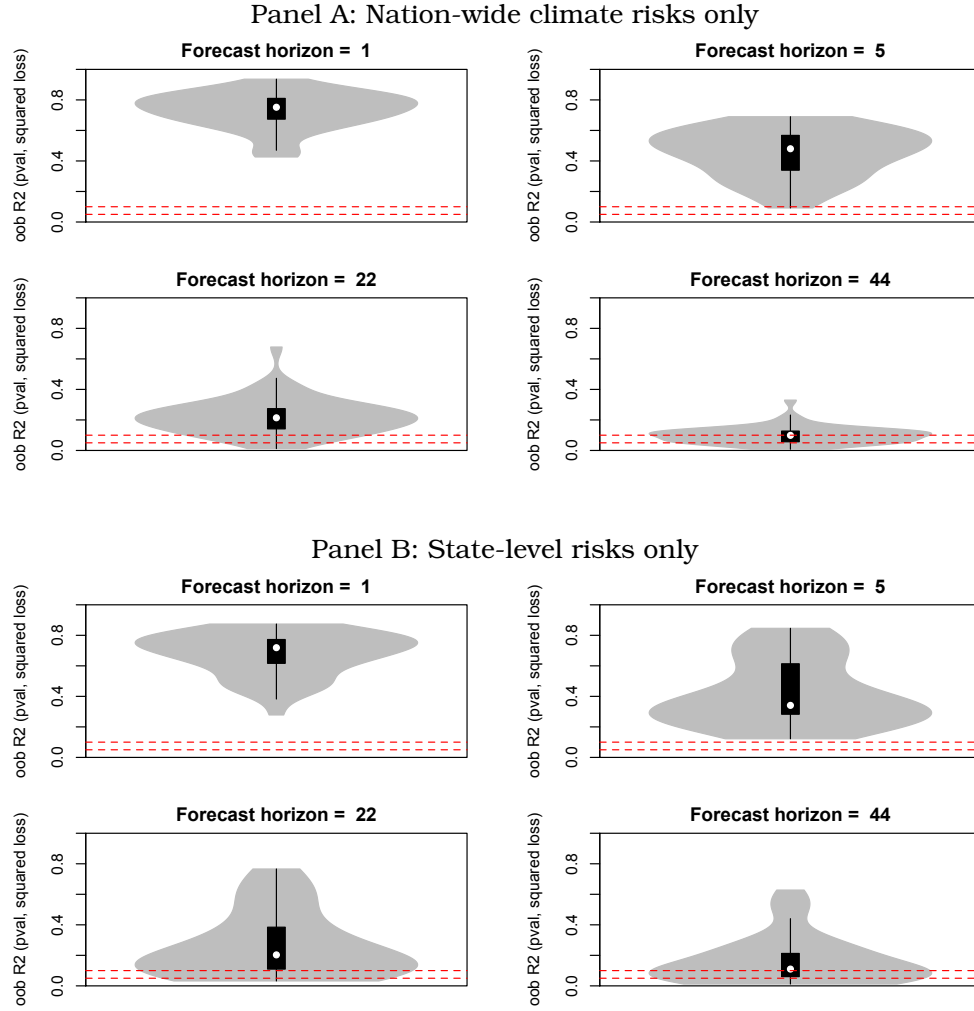 Panel A: Nation-wide climate risks only
Forecast horizon = 1
oob R2 (pval, squared loss)
0.0 0.4 0.8
Forecast horizon = 5
oob R2 (pval, squared loss)
0.0 0.4 0.8
Forecast horizon = 22
oob R2 (pval, squared loss)
0.0 0.4 0.8
Forecast horizon = 44
oob R2 (pval, squared loss)
0.0 0.4 0.8
Panel B: State-level risks only
Forecast horizon = 1
oob R2 (pval, squared loss)
0.0 0.4 0.8
Forecast horizon = 5
oob R2 (pval, squared loss)
0.0 0.4 0.8
Forecast horizon = 22
oob R2 (pval, squared loss)
0.0 0.4 0.8
Forecast horizon = 44
oob R2 (pval, squared loss)
0.0 0.4 0.8